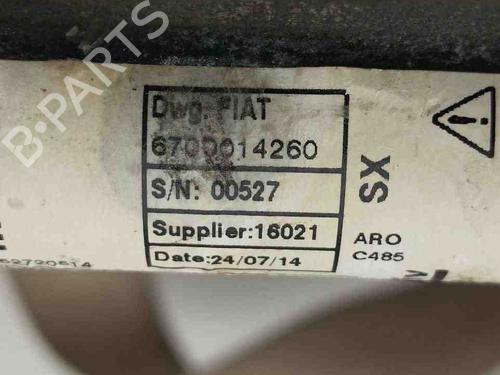 Dwg. FIAT
6700014260
S/N: 00527
Supplier:16021
Date:24/07/14
SX
ARO
C485
B-PARTS